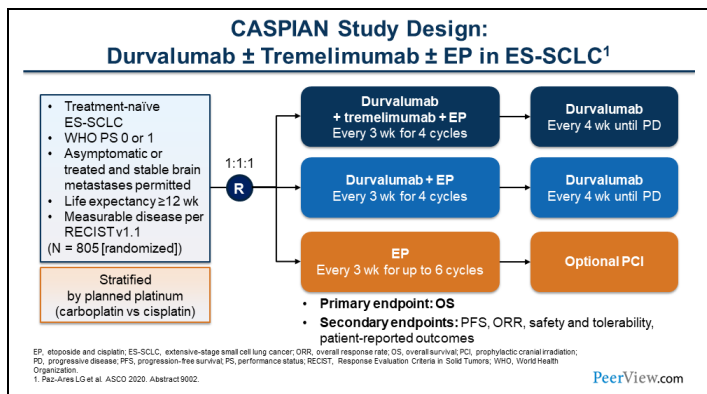 CASPIAN Study Design:
Durvalumab ± Tremelimumab ± EP in ES-SCLC¹
• Treatment-naïve
ES-SCLC
• WHO PS 0 or 1
• Asymptomatic or
treated and stable brain
metastases permitted
• Life expectancy ≥12 wk
• Measurable disease per
RECIST v1.1
(N = 805 [randomized])
Stratified
by planned platinum
(carboplatin vs cisplatin)
1:1:1
R
Durvalumab
+ tremelimumab + EP
Every 3 wk for 4 cycles
Durvalumab
Every 4 wk until PD
Durvalumab + EP
Every 3 wk for 4 cycles
Durvalumab
Every 4 wk until PD
EP
Every 3 wk for up to 6 cycles
Optional PCI
• Primary endpoint: OS
• Secondary endpoints: PFS, ORR, safety and tolerability,
patient-reported outcomes
EP, etoposide and cisplatin; ES-SCLC, extensive-stage small cell lung cancer; ORR, overall response rate; OS, overall survival; PCI, prophylactic cranial irradiation;
PD, progressive disease; PFS, progression-free survival; PS, performance status; RECIST, Response Evaluation Criteria in Solid Tumors; WHO, World Health
Organization.
1. Paz-Ares LG et al. ASCO 2020. Abstract 9002.
PeerView.com